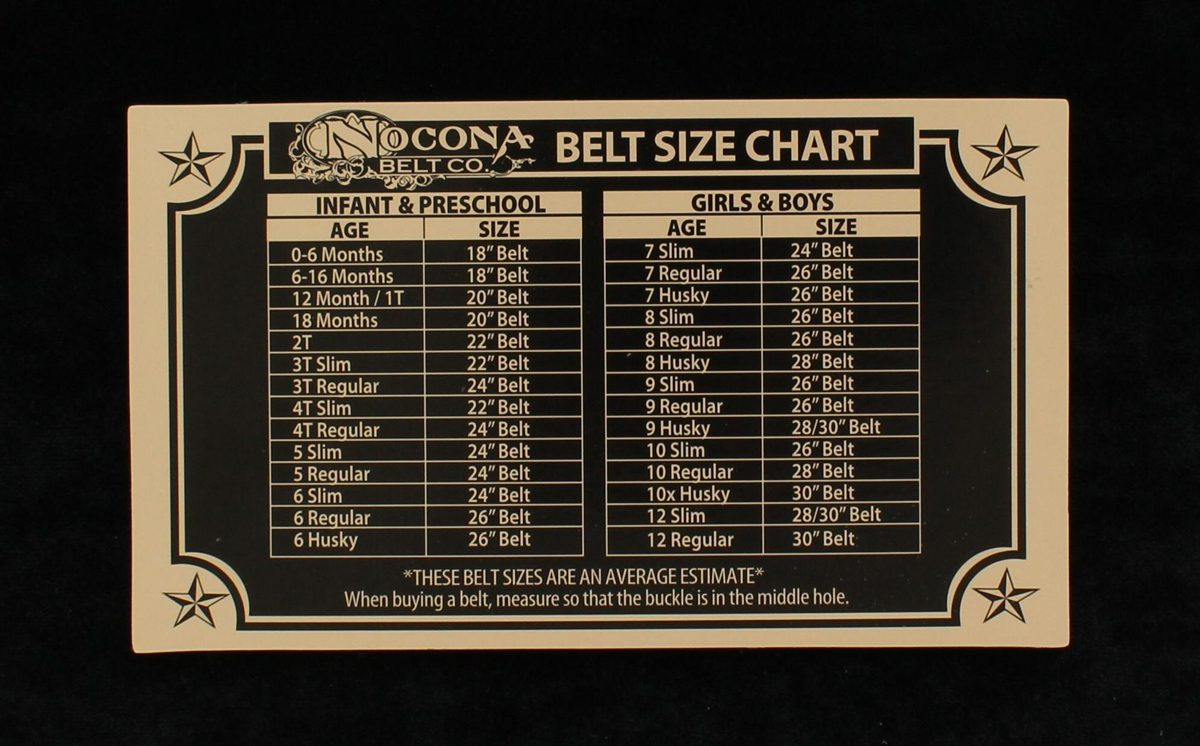 NOCONA BELT CO. BELT SIZE CHART
INFANT & PRESCHOOL
AGE SIZE
0-6 Months 18" Belt
6-16 Months 18" Belt
12 Month / 1T 20" Belt
18 Months 20" Belt
2T 22" Belt
3T Slim 22" Belt
3T Regular 24" Belt
4T Slim 22" Belt
4T Regular 24" Belt
5 Slim 24" Belt
5 Regular 24" Belt
6 Slim 24" Belt
6 Regular 26" Belt
6 Husky 26" Belt
GIRLS & BOYS
AGE SIZE
7 Slim 24" Belt
7 Regular 26" Belt
7 Husky 26" Belt
8 Slim 26" Belt
8 Regular 26" Belt
8 Husky 28" Belt
9 Slim 26" Belt
9 Regular 26" Belt
9 Husky 28/30" Belt
10 Slim 26" Belt
10 Regular 28" Belt
10x Husky 30" Belt
12 Slim 28/30" Belt
12 Regular 30" Belt
*THESE BELT SIZES ARE AN AVERAGE ESTIMATE*
When buying a belt, measure so that the buckle is in the middle hole.